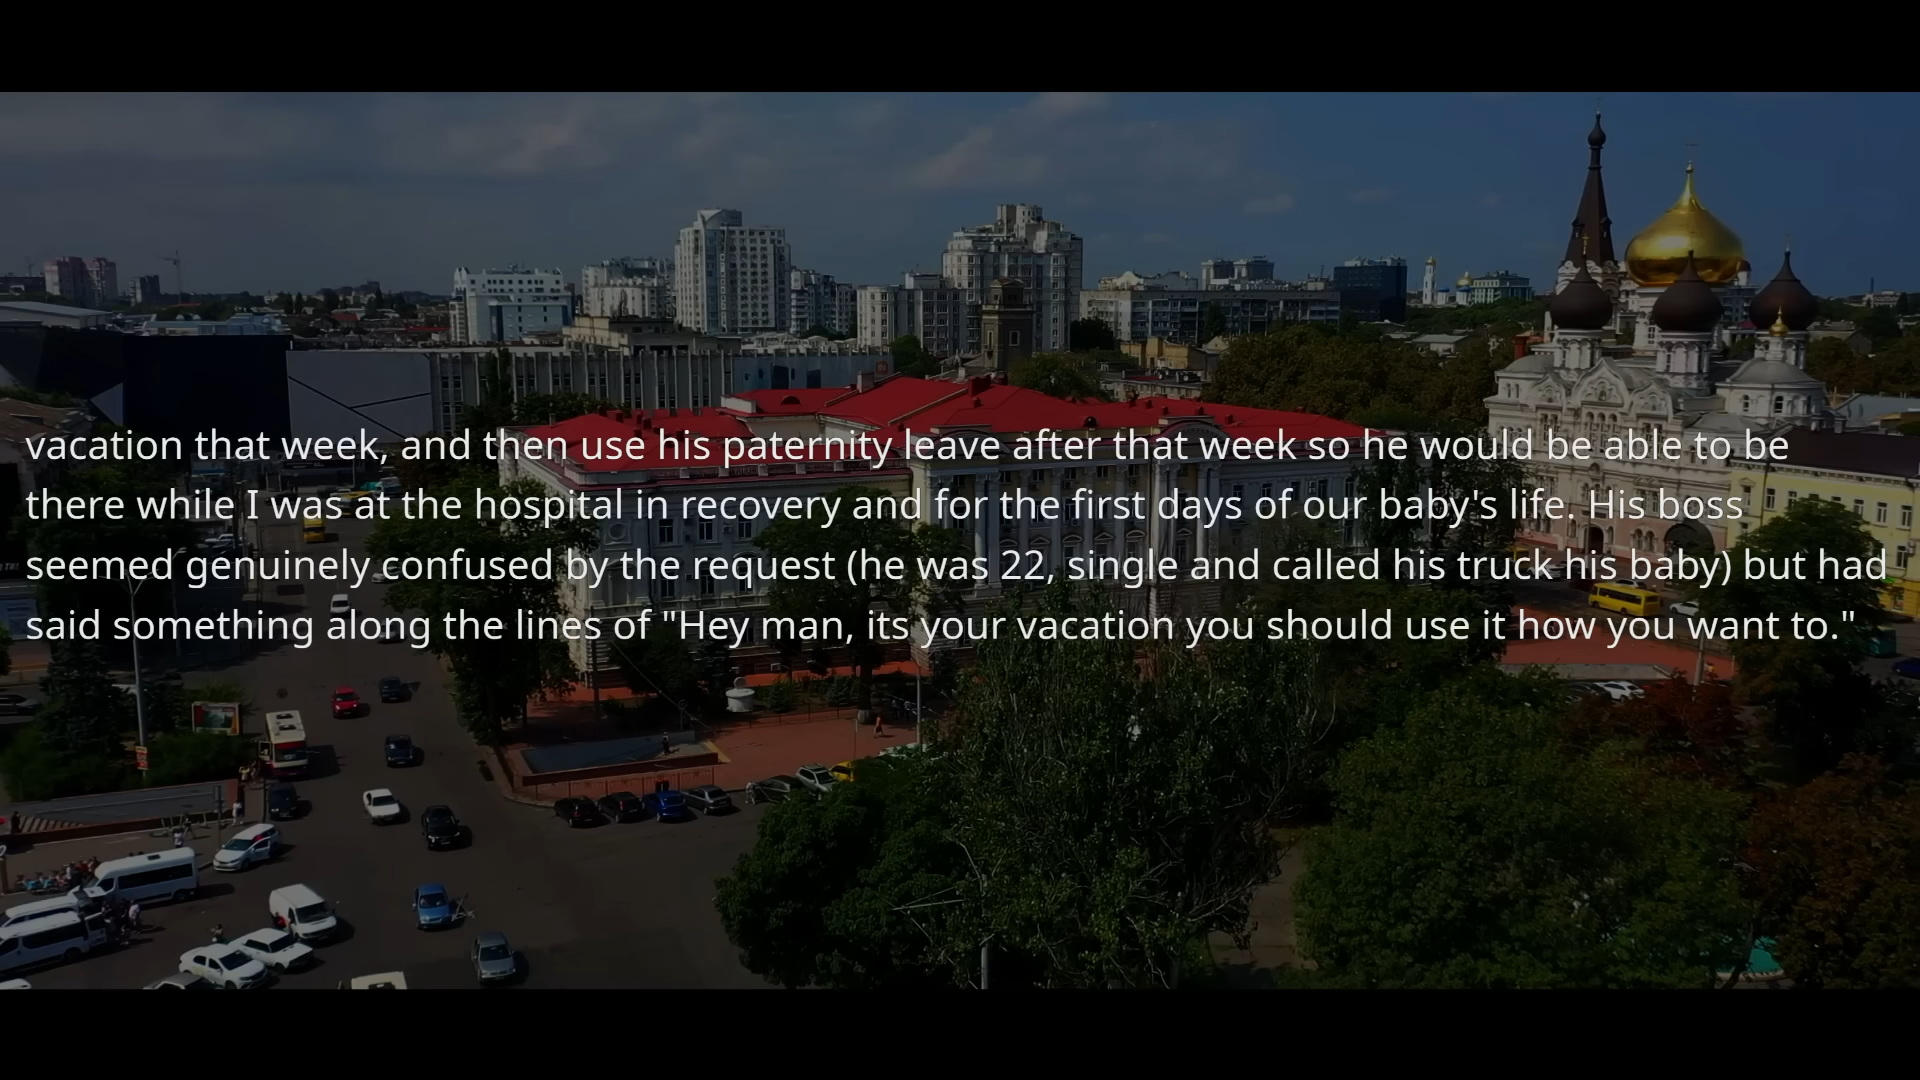 vacation that week, and then use his paternity leave after that week so he would be able to be
there while I was at the hospital in recovery and for the first days of our baby's life. His boss
seemed genuinely confused by the request (he was 22, single and called his truck his baby) but had
said something along the lines of "Hey man, its your vacation you should use it how you want to."